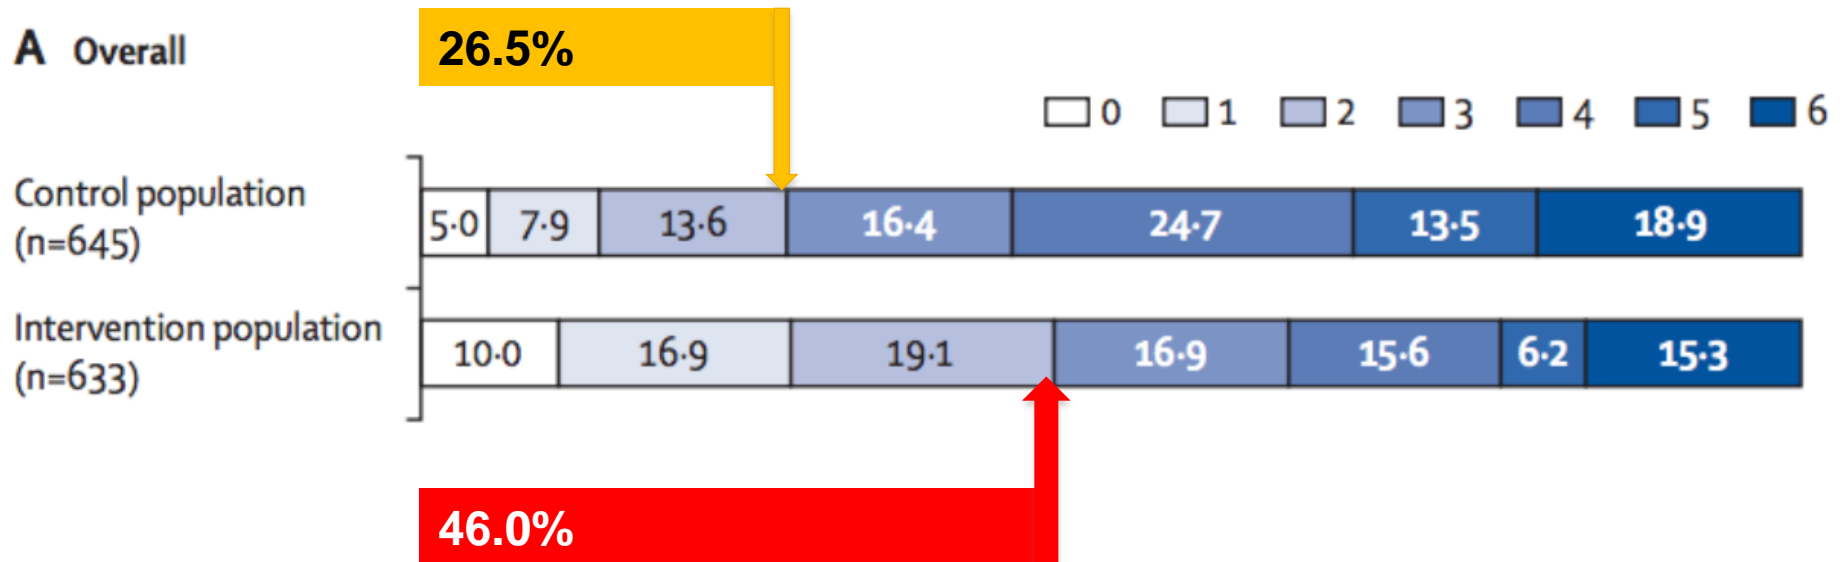 A Overall
26.5%
0 1 2 3 4 5 6
Control population
(n=645)
5·0 7·9 13·6 16·4 24·7 13·5 18·9
Intervention population
(n=633)
10·0 16·9 19·1 16·9 15·6 6·2 15·3
46.0%